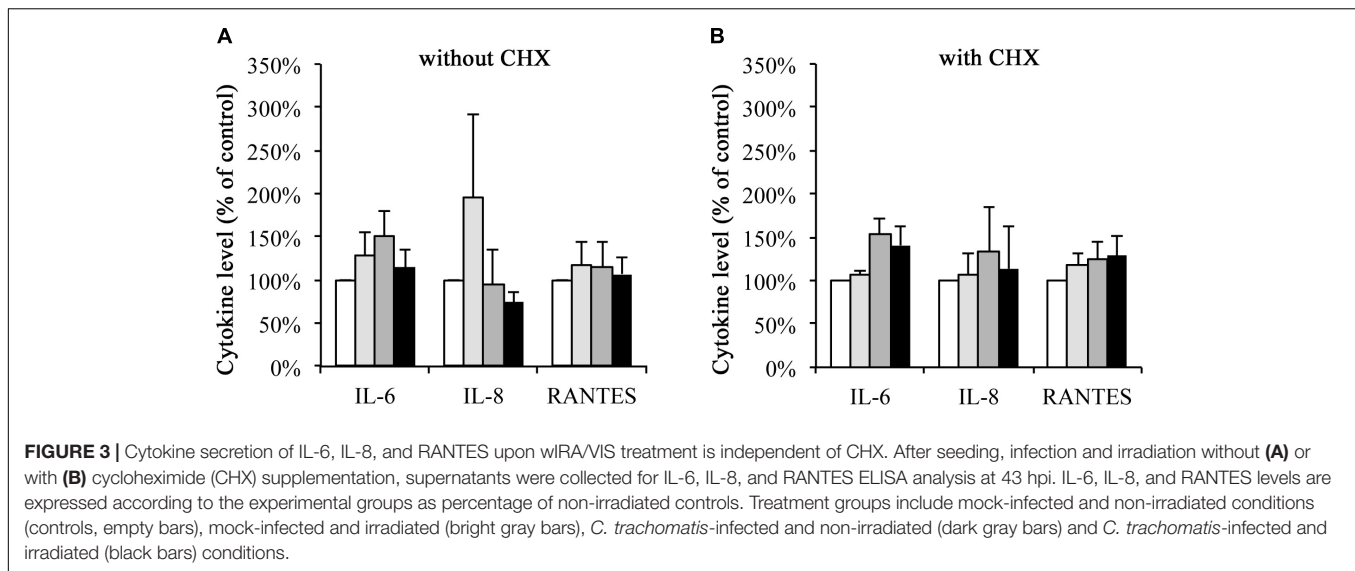 A
without CHX
Cytokine level (% of control)
350%
300%
250%
200%
150%
100%
50%
0%
IL-6 IL-8 RANTES
B
with CHX
Cytokine level (% of control)
350%
300%
250%
200%
150%
100%
50%
0%
IL-6 IL-8 RANTES
FIGURE 3 | Cytokine secretion of IL-6, IL-8, and RANTES upon wIRA/VIS treatment is independent of CHX. After seeding, infection and irradiation without (A) or
with (B) cycloheximide (CHX) supplementation, supernatants were collected for IL-6, IL-8, and RANTES ELISA analysis at 43 hpi. IL-6, IL-8, and RANTES levels are
expressed according to the experimental groups as percentage of non-irradiated controls. Treatment groups include mock-infected and non-irradiated conditions
(controls, empty bars), mock-infected and irradiated (bright gray bars), C. trachomatis-infected and non-irradiated (dark gray bars) and C. trachomatis-infected and
irradiated (black bars) conditions.